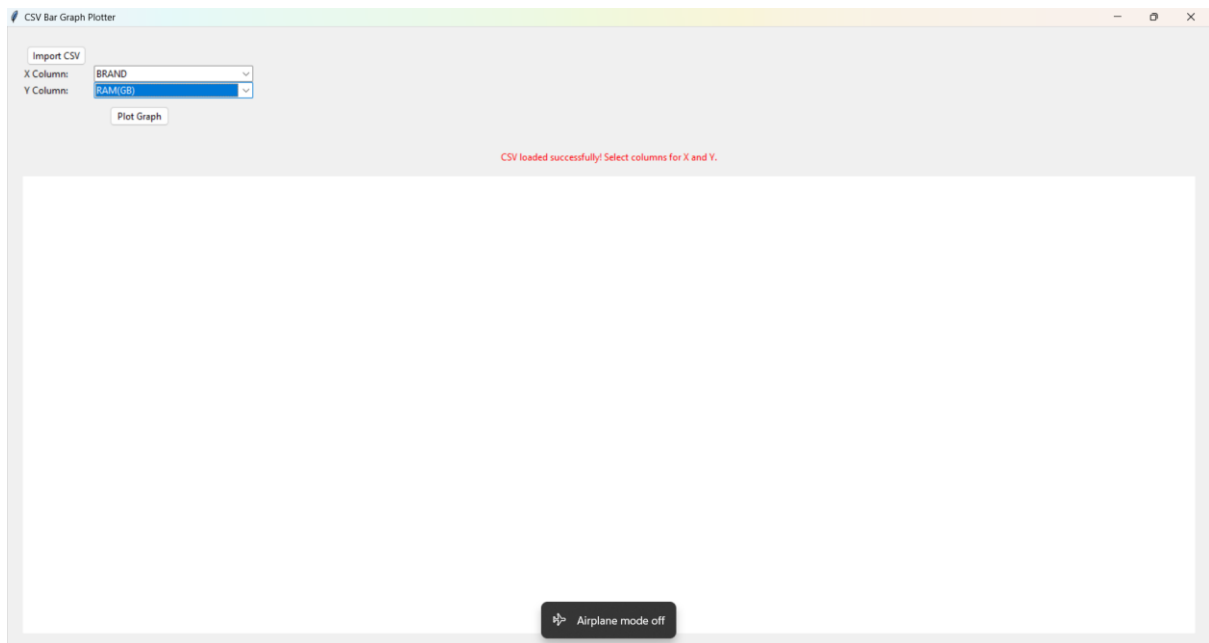 CSV Bar Graph Plotter
Import CSV
X Column: BRAND
Y Column: RAM(GB)
Plot Graph
CSV loaded successfully! Select columns for X and Y.
Airplane mode off